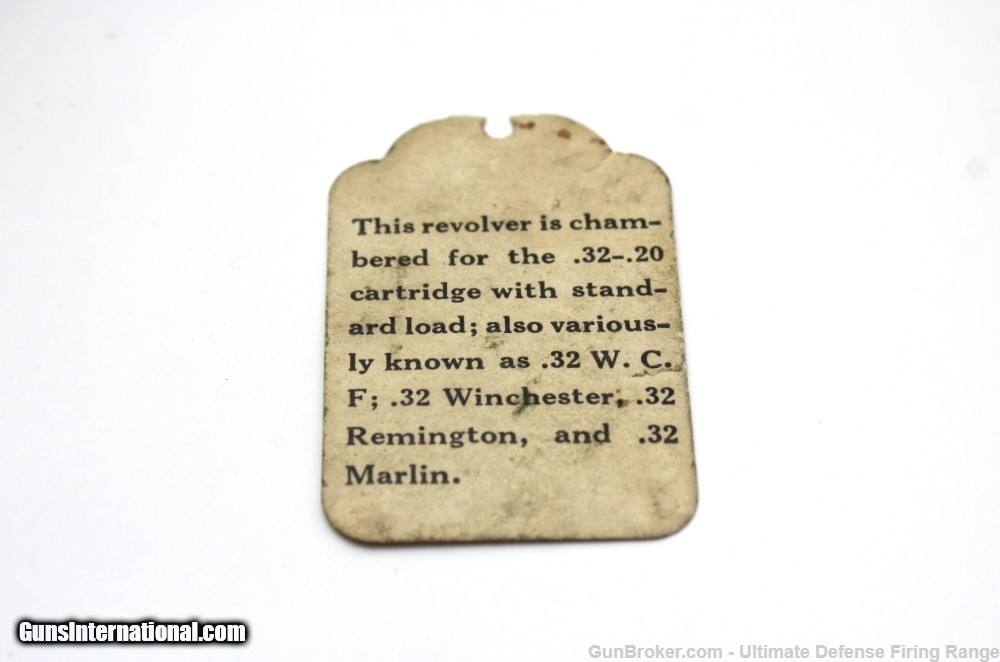 This revolver is cham-
bered for the .32-.20
cartridge with stand-
ard load; also various-
ly known as .32 W. C.
F; .32 Winchester, .32
Remington, and .32
Marlin.
GunsInternational.com
GunBroker.com - Ultimate Defense Firing Range